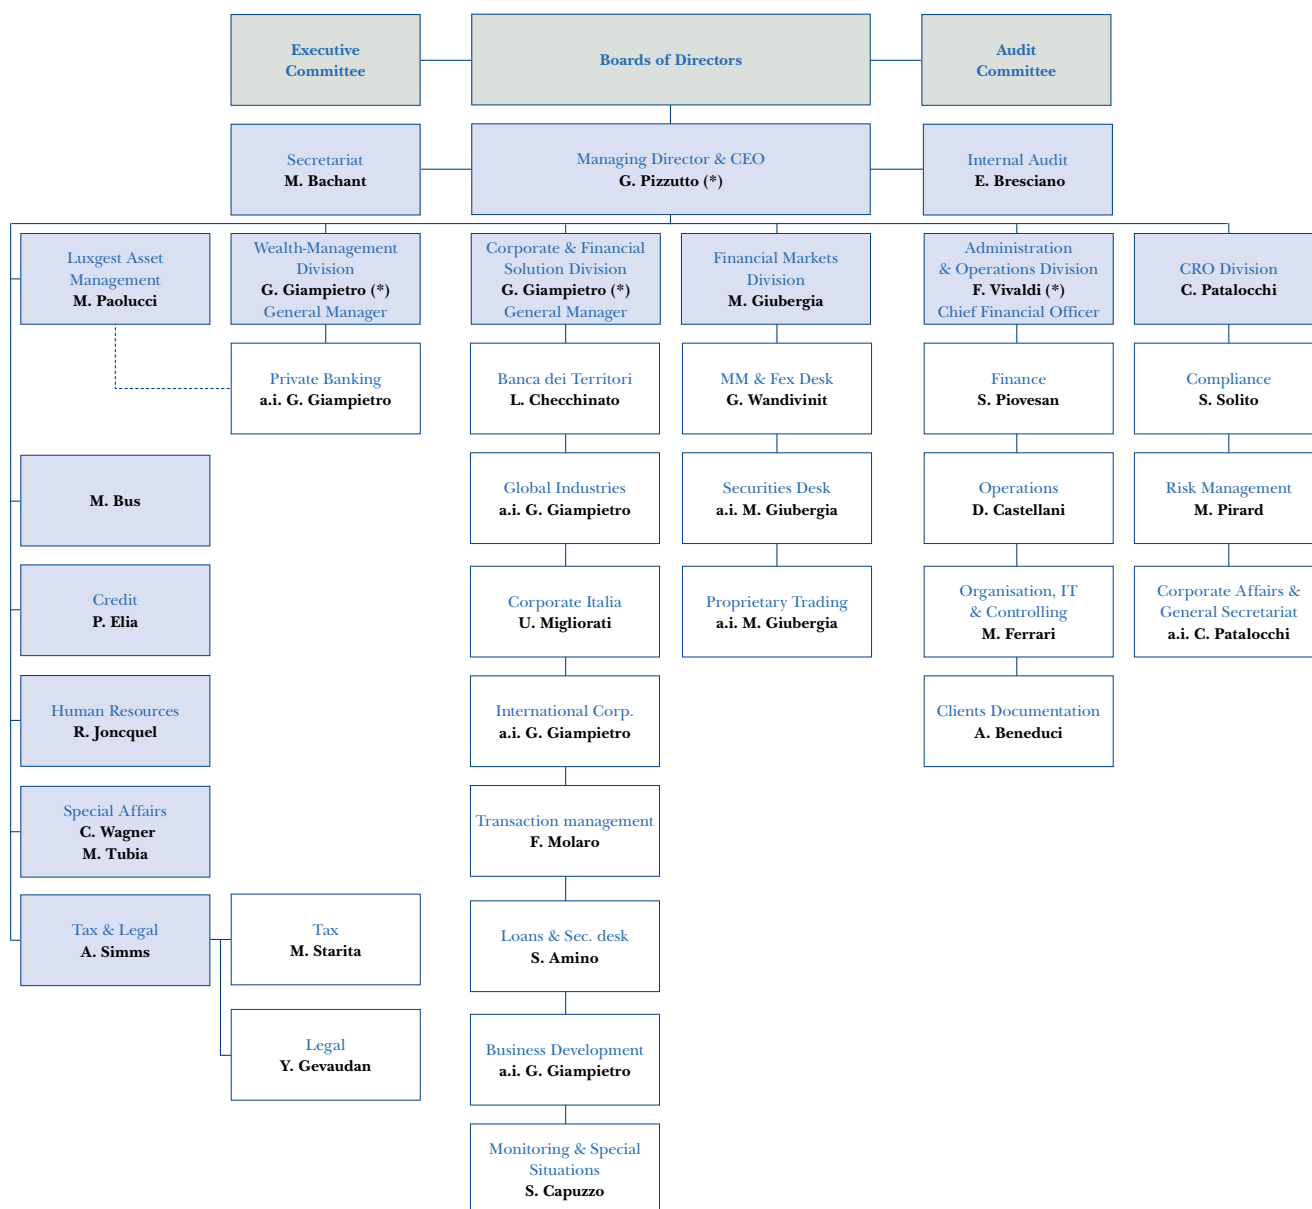 Executive
Committee
Boards of Directors
Audit
Committee
Secretariat
M. Bachant
Managing Director & CEO
G. Pizzutto (*)
Internal Audit
E. Bresciano
Luxgest Asset
Management
M. Paolucci
Wealth-Management
Division
G. Giampietro (*)
General Manager
Corporate & Financial
Solution Division
G. Giampietro (*)
General Manager
Financial Markets
Division
M. Giubergia
Administration
& Operations Division
F. Vivaldi (*)
Chief Financial Officer
CRO Division
C. Patalocchi
Private Banking
a.i. G. Giampietro
Banca dei Territori
L. Checchinato
MM & Fex Desk
G. Wandivinit
Finance
S. Piovesan
Compliance
S. Solito
M. Bus
Global Industries
a.i. G. Giampietro
Securities Desk
a.i. M. Giubergia
Operations
D. Castellani
Risk Management
M. Pirard
Credit
P. Elia
Corporate Italia
U. Migliorati
Proprietary Trading
a.i. M. Giubergia
Organisation, IT
& Controlling
M. Ferrari
Corporate Affairs &
General Secretariat
a.i. C. Patalocchi
Human Resources
R. Joncquel
International Corp.
a.i. G. Giampietro
Clients Documentation
A. Beneduci
Special Affairs
C. Wagner
M. Tubia
Transaction management
F. Molaro
Tax & Legal
A. Simms
Tax
M. Starita
Loans & Sec. desk
S. Amino
Legal
Y. Gevaudan
Business Development
a.i. G. Giampietro
Monitoring & Special
Situations
S. Capuzzo